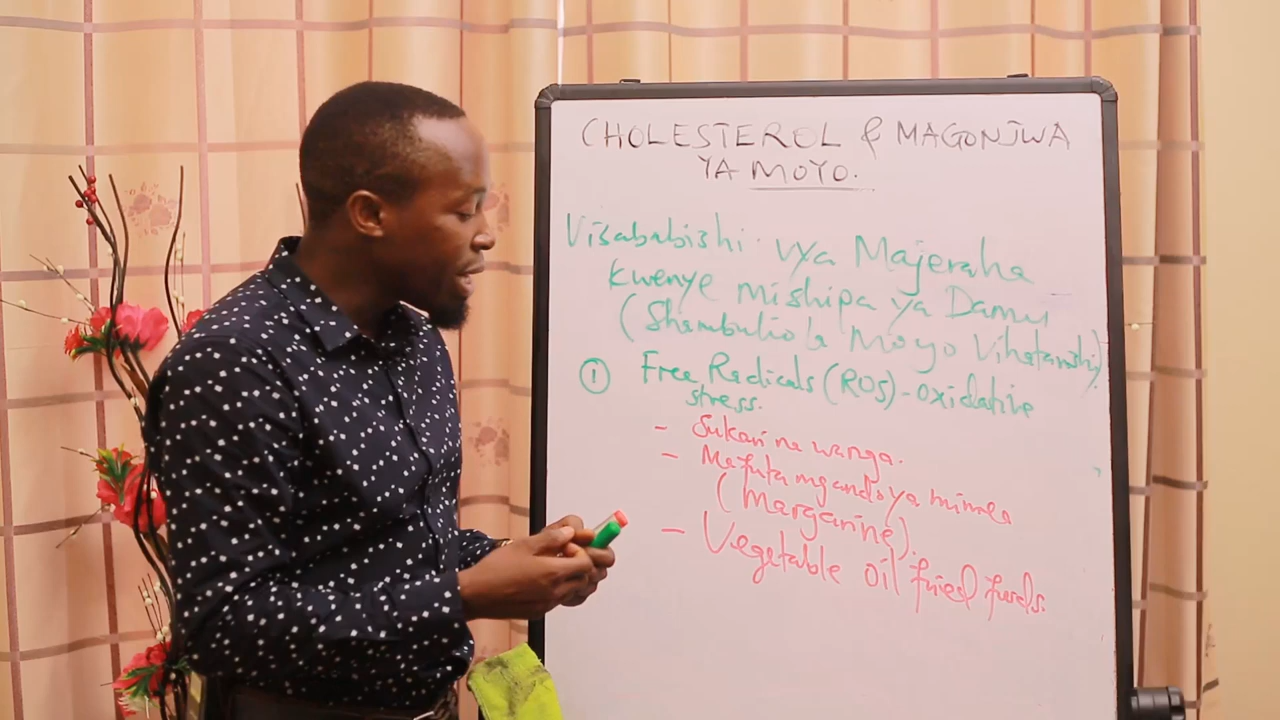 CHOLESTEROL & MAGONJWA
YA MOYO.
Visababishi vya Majeraha
Kwenye mishipa ya Damu
(Shambulio la Moyo Vihatarishi)
① Free Radicals (ROS) - Oxidative
stress.
- Sukari na wanga.
- Mafuta mgando ya mimea
(Margarine).
- Vegetable oil fried foods.